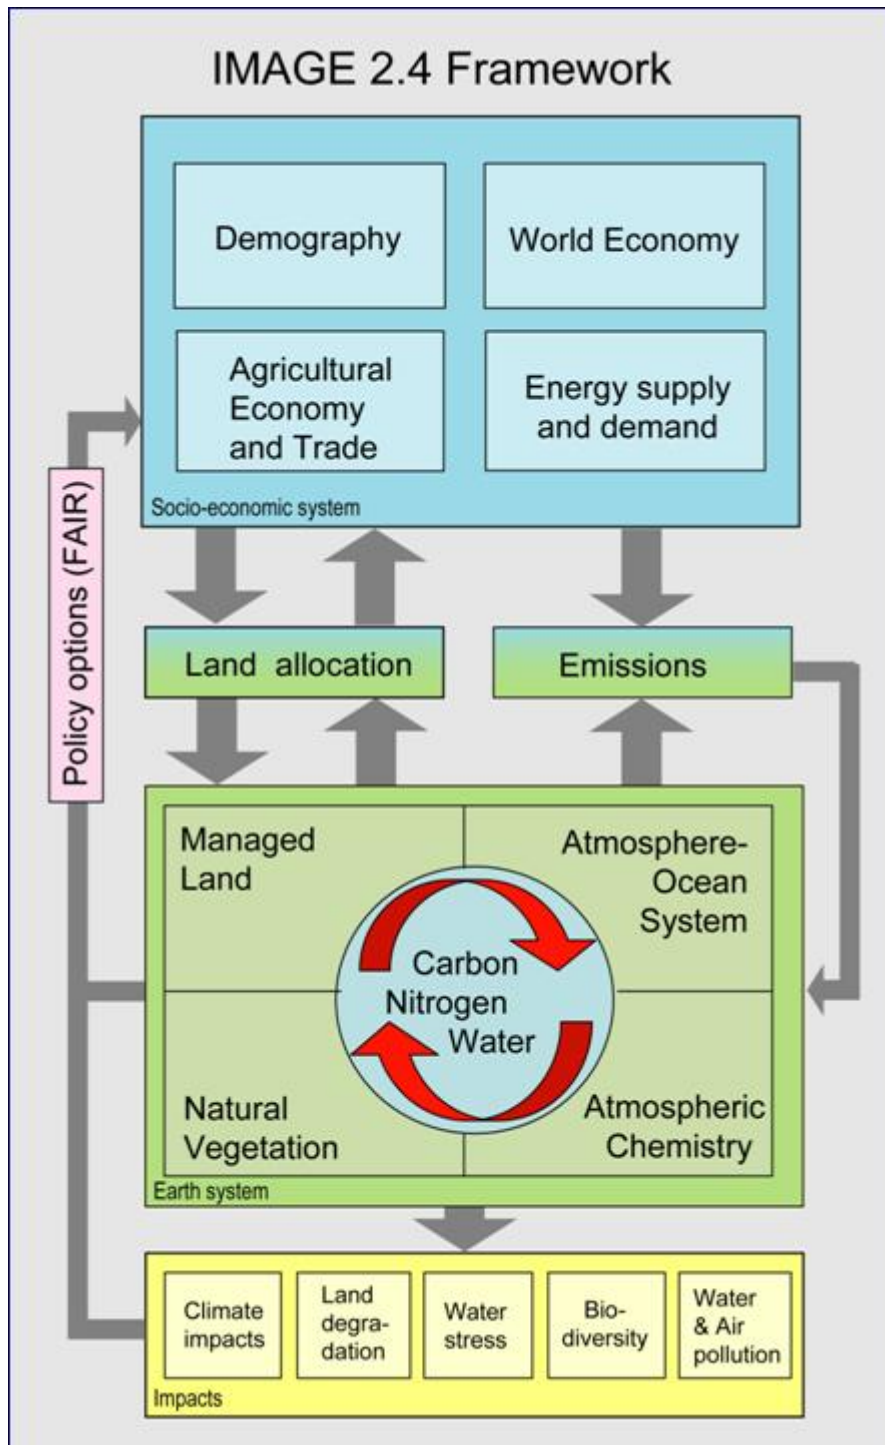 IMAGE 2.4 Framework
Demography
World Economy
Agricultural
Economy
and Trade
Energy supply
and demand
Socio-economic system
Policy options (FAIR)
Land allocation
Emissions
Managed
Land
Atmosphere-
Ocean
System
Carbon
Nitrogen
Water
Natural
Vegetation
Atmospheric
Chemistry
Earth system
Climate
impacts
Land
degra-
dation
Water
stress
Bio-
diversity
Water
& Air
pollution
Impacts